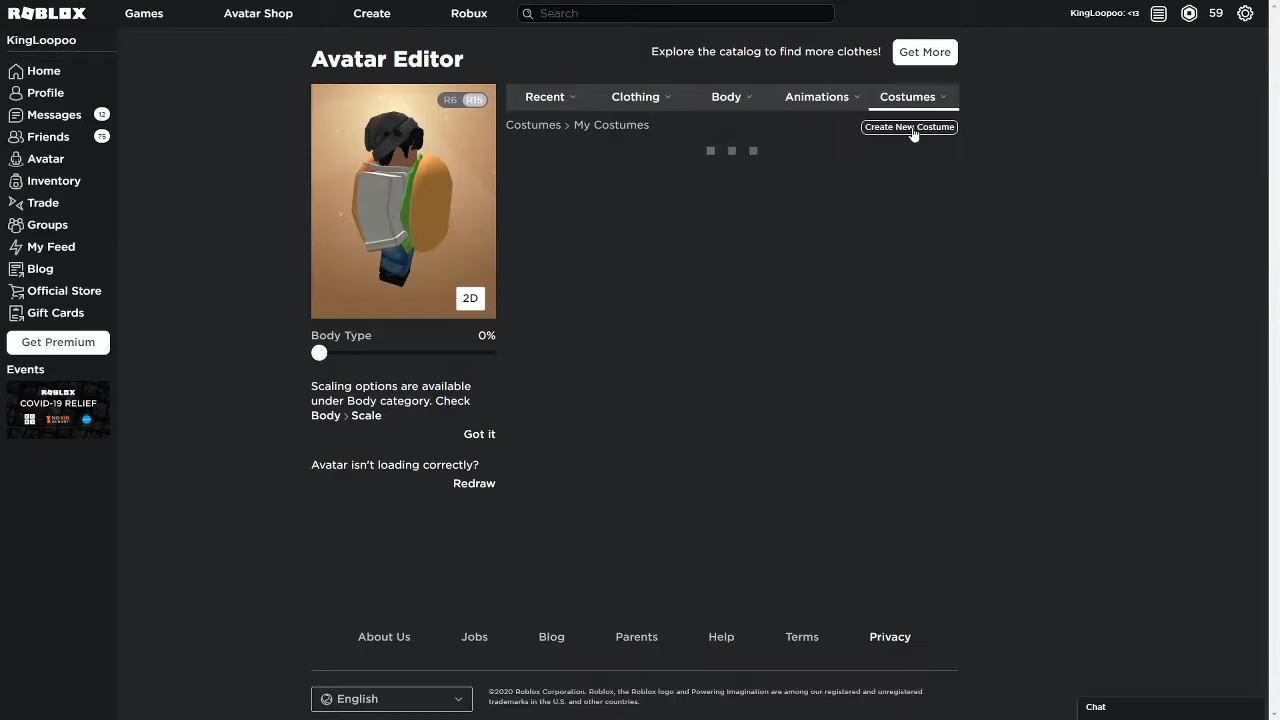 ROBLOX
Games
Avatar Shop
Create
Robux
Search
KingLoopoo: <13
59
KingLoopoo
Home
Profile
Messages
12
Friends
75
Avatar
Inventory
Trade
Groups
My Feed
Blog
Official Store
Gift Cards
Get Premium
Events
ROBLOX
COVID-19 RELIEF
Avatar Editor
Explore the catalog to find more clothes!
Get More
R6
R15
2D
Body Type
0%
Scaling options are available
under Body category. Check
Body > Scale
Got it
Avatar isn't loading correctly?
Redraw
Recent
Clothing
Body
Animations
Costumes
Costumes > My Costumes
Create New Costume
About Us
Jobs
Blog
Parents
Help
Terms
Privacy
English
©2020 Roblox Corporation. Roblox, the Roblox logo and Powering Imagination are among our registered and unregistered
trademarks in the U.S. and other countries.
Chat